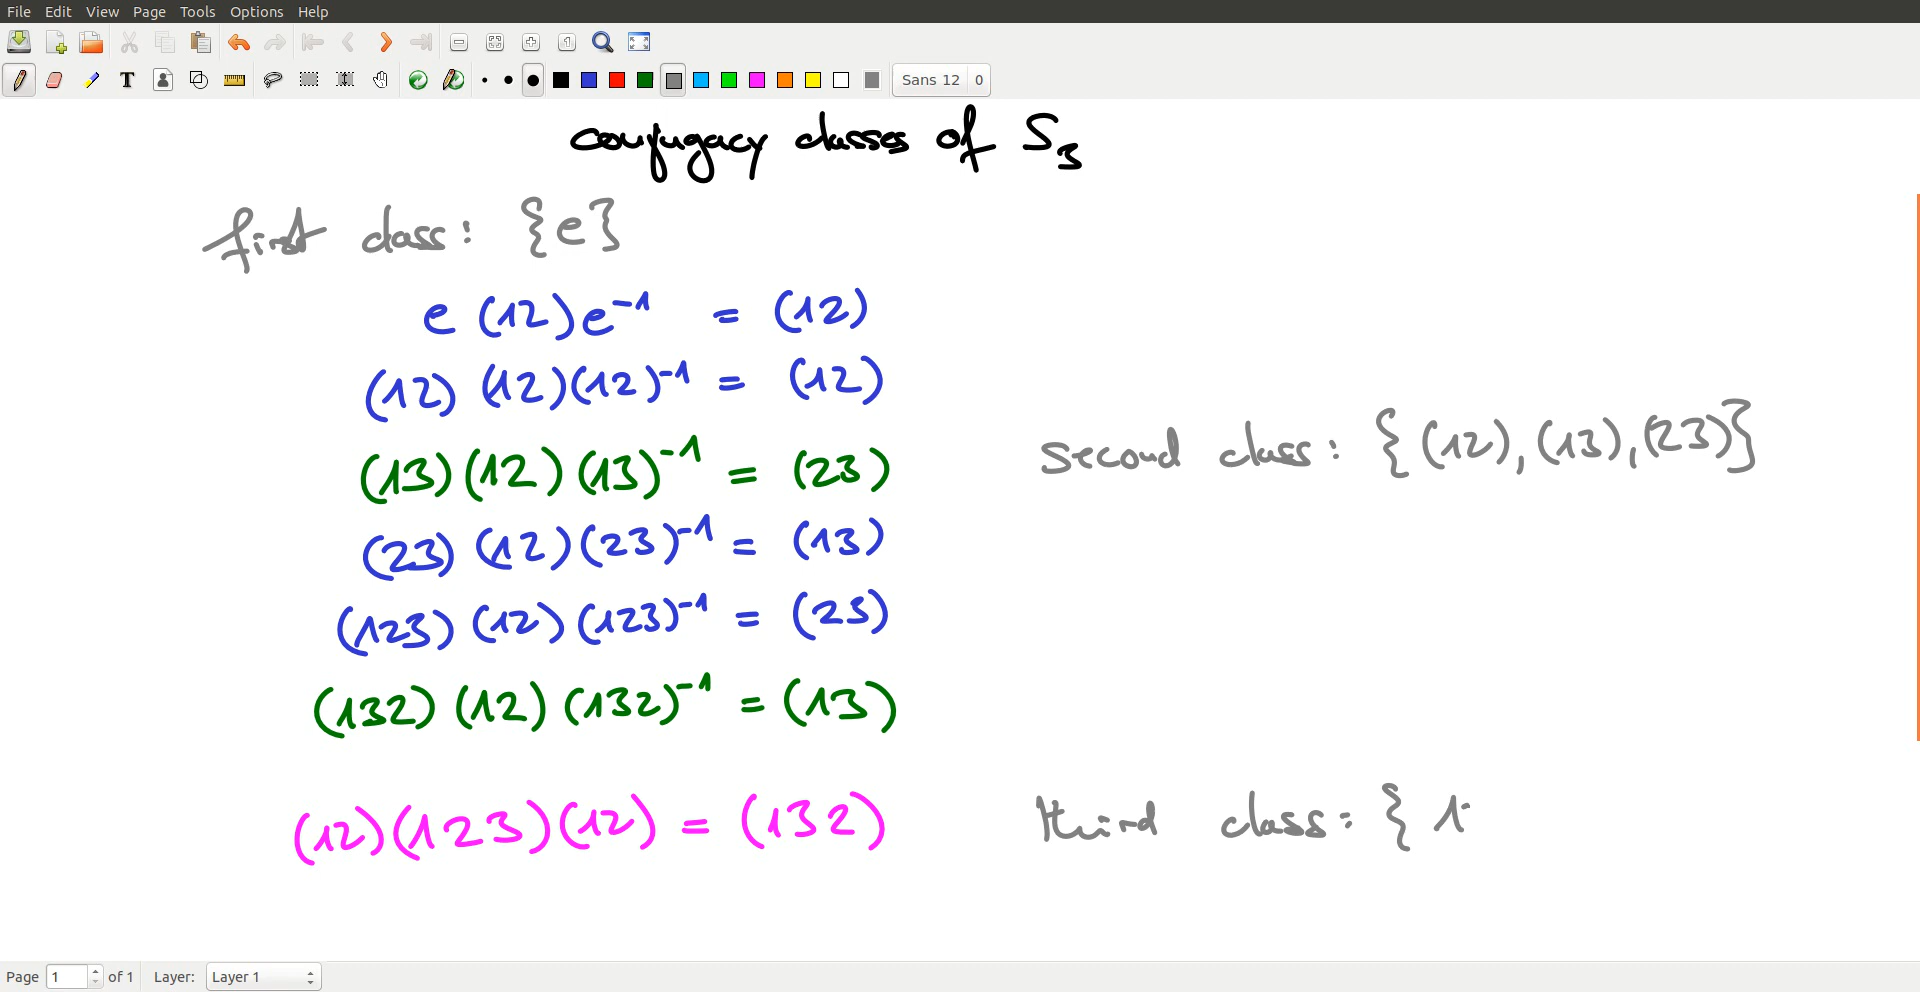 File Edit View Page Tools Options Help
T Sans 12 0
conjugacy classes of S₃
first class: {e}
e (12) e⁻¹ = (12)
(12) (12)(12)⁻¹ = (12)
(13)(12)(13)⁻¹ = (23)
(23) (12)(23)⁻¹ = (13)
second class: {(12),(13),(23)}
(123)(12)(123)⁻¹ = (23)
(132)(12)(132)⁻¹ = (13)
(12)(123)(12) = (132)
third class: { 1
Page 1 of 1 Layer: Layer 1